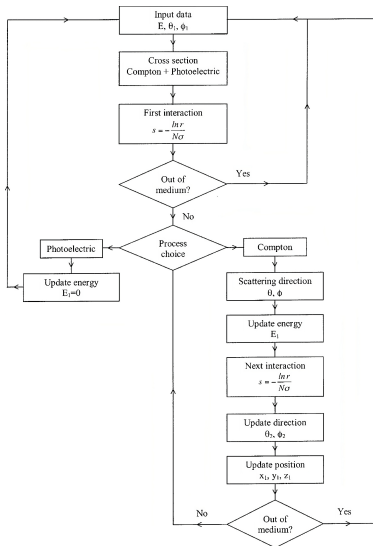 Input data
E, θ₁, ϕ₁
Cross section
Compton + Photoelectric
First interaction
s = - ln r / Nσ
Out of
medium?
Yes
No
Process
choice
Photoelectric
Update energy
E₁=0
Compton
Scattering direction
θ, ϕ
Update energy
E₁
Next interaction
s = - ln r / Nσ
Update direction
θ₂, ϕ₂
Update position
x₁, y₁, z₁
No
Out of
medium?
Yes